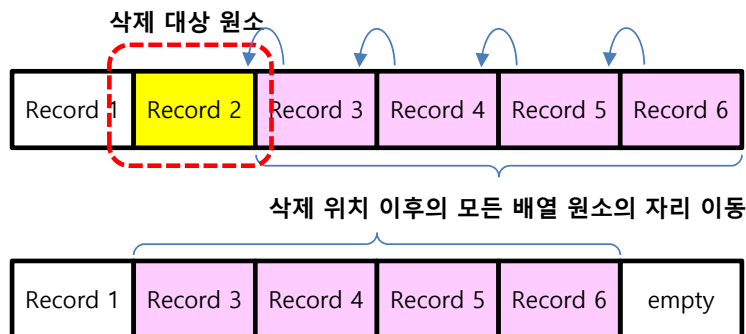 삭제 대상 원소
Record 1 Record 2 Record 3 Record 4 Record 5 Record 6
삭제 위치 이후의 모든 배열 원소의 자리 이동
Record 1 Record 3 Record 4 Record 5 Record 6 empty